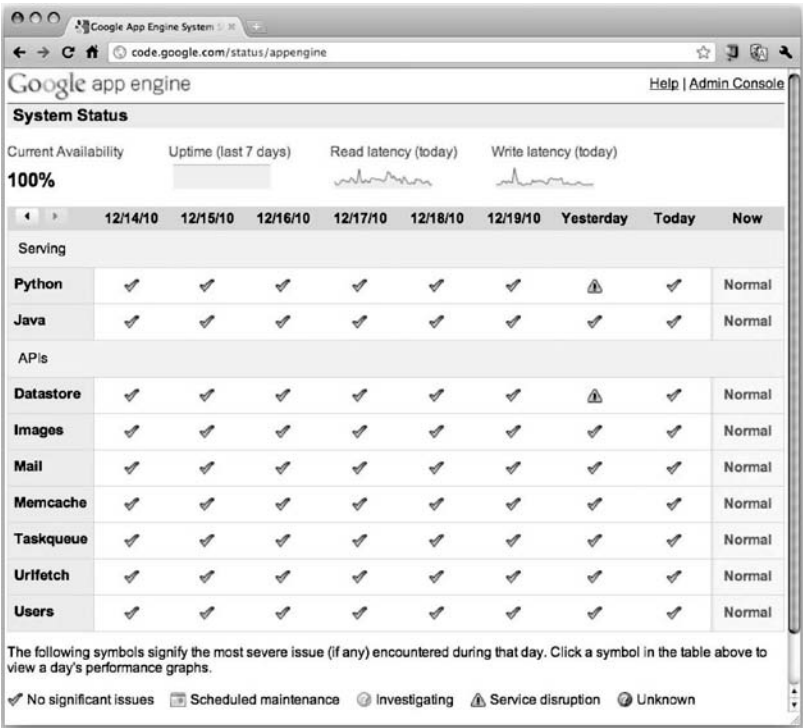 Google App Engine System S
code.google.com/status/appengine
Google app engine
Help | Admin Console
System Status
Current Availability Uptime (last 7 days) Read latency (today) Write latency (today)
100%
12/14/10 12/15/10 12/16/10 12/17/10 12/18/10 12/19/10 Yesterday Today Now
Serving
Python Normal
Java Normal
APIs
Datastore Normal
Images Normal
Mail Normal
Memcache Normal
Taskqueue Normal
Urlfetch Normal
Users Normal
The following symbols signify the most severe issue (if any) encountered during that day. Click a symbol in the table above to
view a day's performance graphs.
No significant issues Scheduled maintenance Investigating Service disruption Unknown